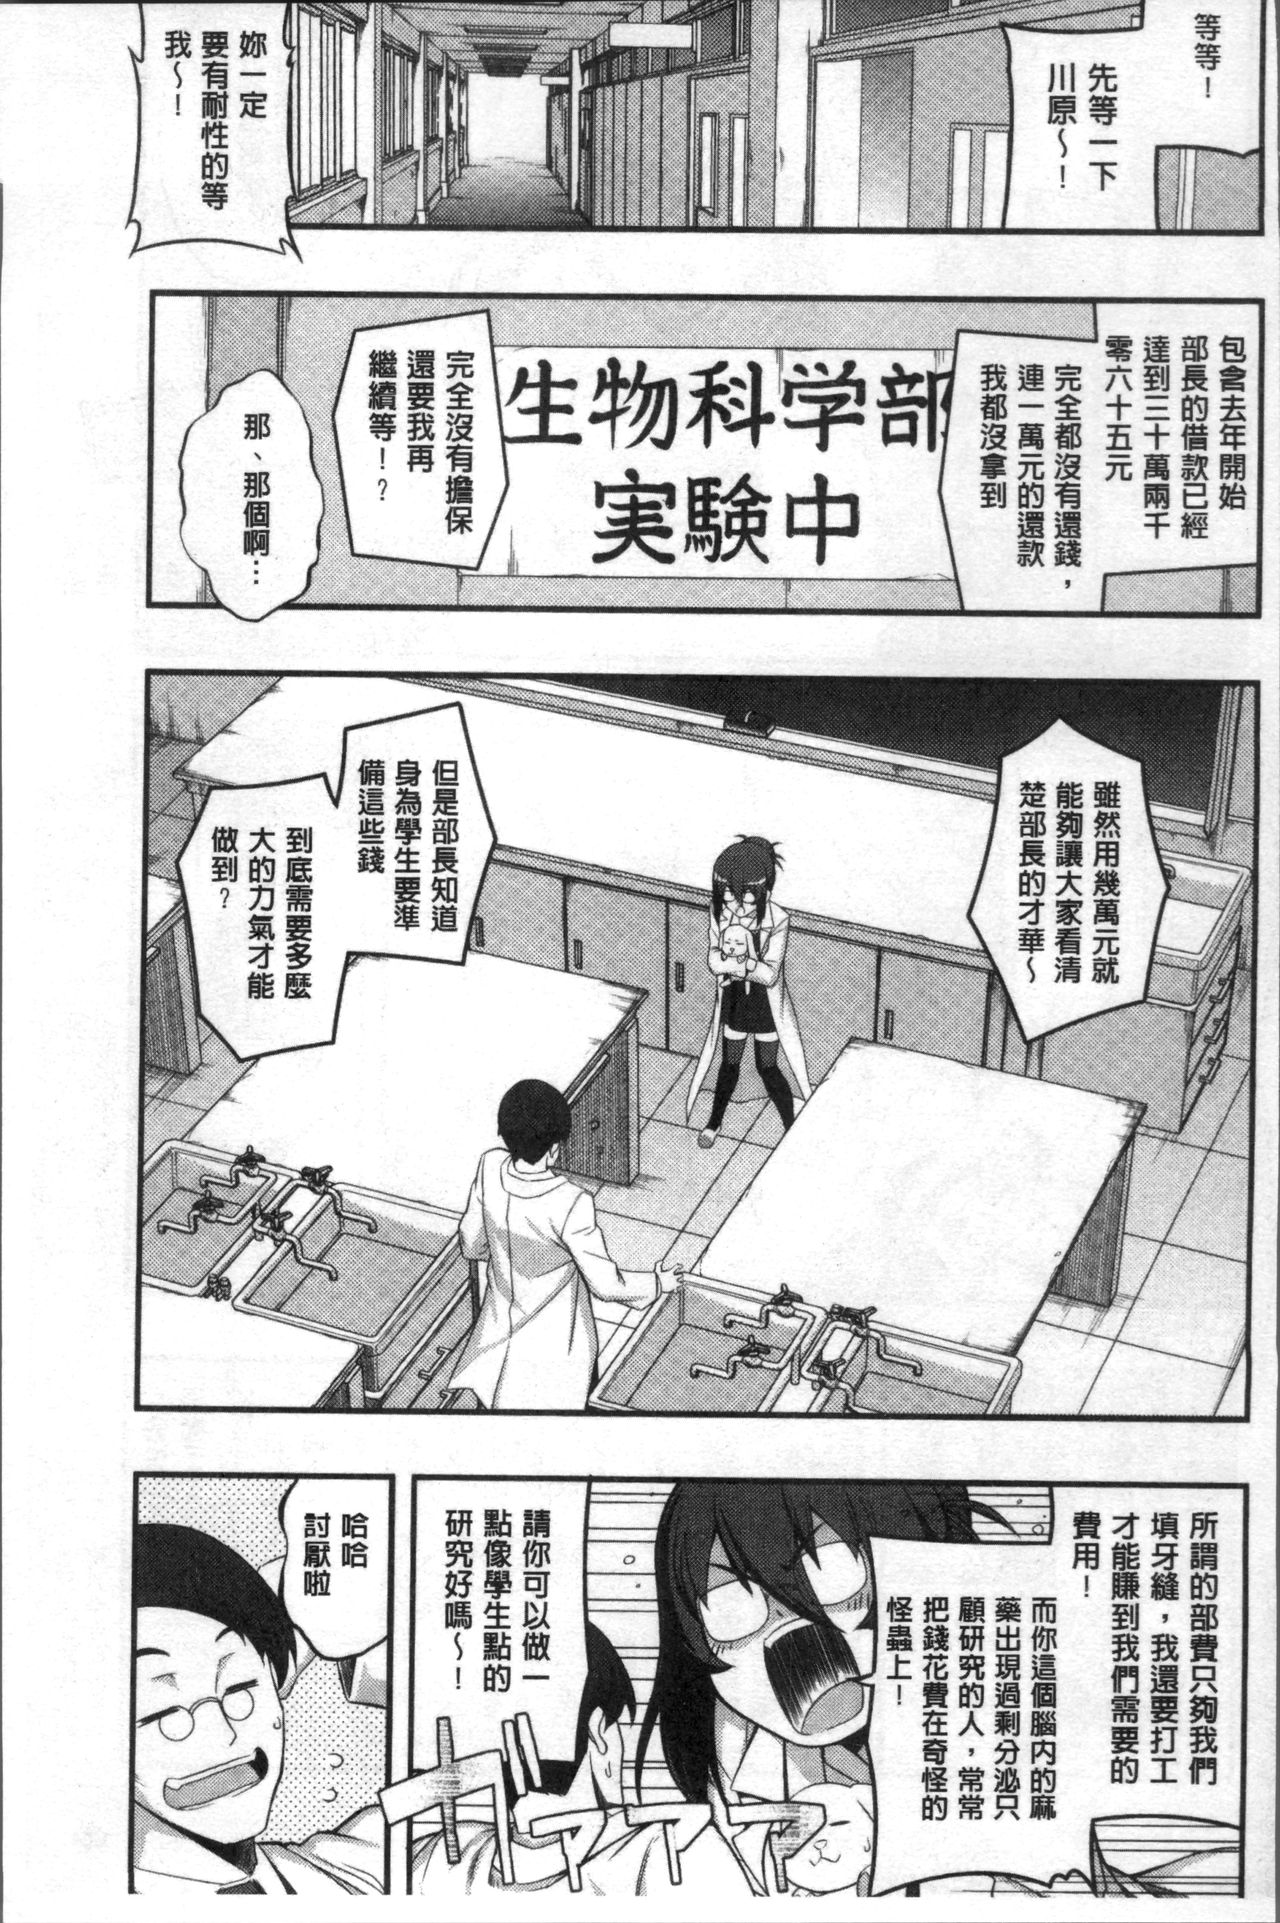 等等！
先等一下
川原～！
妳一定
要有耐性的等
我～！
包含去年開始
部長的借款已經
達到三十萬兩千
零六十五元
完全都沒有還錢，
連一萬元的還款
我都沒拿到
生物科学部
実験中
完全沒有擔保
還要我再
繼續等！？
那、那個啊…
雖然用幾萬元就
能夠讓大家看清
楚部長的才華～
但是部長知道
身為學生要準
備這些錢
到底需要多麼
大的力氣才能
做到？
所謂的部費只夠我們
填牙縫，我還要打工
才能賺到我們需要的
費用！
而你這個腦內的麻
藥出現過剩分泌只
顧研究的人，常常
把錢花費在奇怪的
怪蟲上！
請你可以做一
點像學生點的
研究好嗎～！
ギャアアア
哈哈
討厭啦